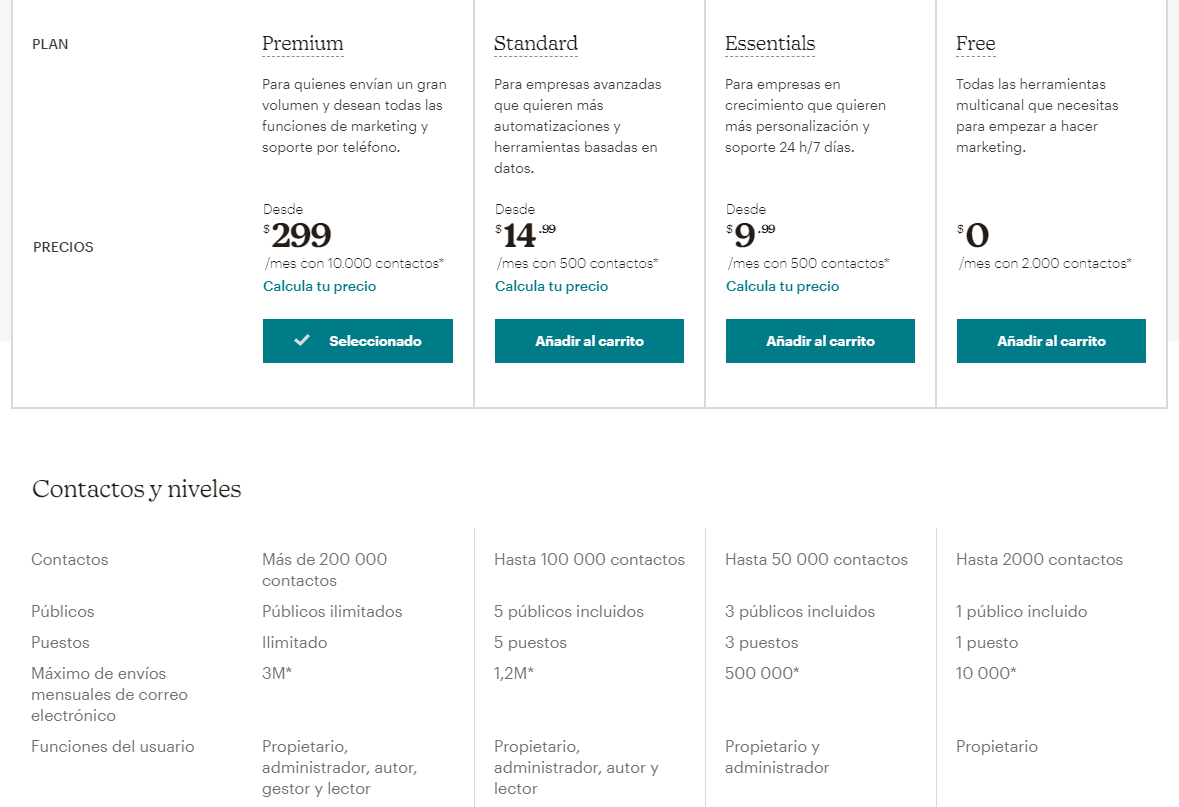 PLAN
Premium
Para quienes envían un gran
volumen y desean todas las
funciones de marketing y
soporte por teléfono.
Standard
Para empresas avanzadas
que quieren más
automatizaciones y
herramientas basadas en
datos.
Essentials
Para empresas en
crecimiento que quieren
más personalización y
soporte 24 h/7 días.
Free
Todas las herramientas
multicanal que necesitas
para empezar a hacer
marketing.
PRECIOS
Desde
$299
/mes con 10.000 contactos*
Calcula tu precio
Seleccionado
Desde
$14.99
/mes con 500 contactos*
Calcula tu precio
Añadir al carrito
Desde
$9.99
/mes con 500 contactos*
Calcula tu precio
Añadir al carrito
$0
/mes con 2.000 contactos*
Añadir al carrito
Contactos y niveles
Contactos
Más de 200 000
contactos
Hasta 100 000 contactos
Hasta 50 000 contactos
Hasta 2000 contactos
Públicos
Públicos ilimitados
5 públicos incluidos
3 públicos incluidos
1 público incluido
Puestos
Ilimitado
5 puestos
3 puestos
1 puesto
Máximo de envíos
mensuales de correo
electrónico
3M*
1,2M*
500 000*
10 000*
Funciones del usuario
Propietario,
administrador, autor,
gestor y lector
Propietario,
administrador, autor y
lector
Propietario y
administrador
Propietario